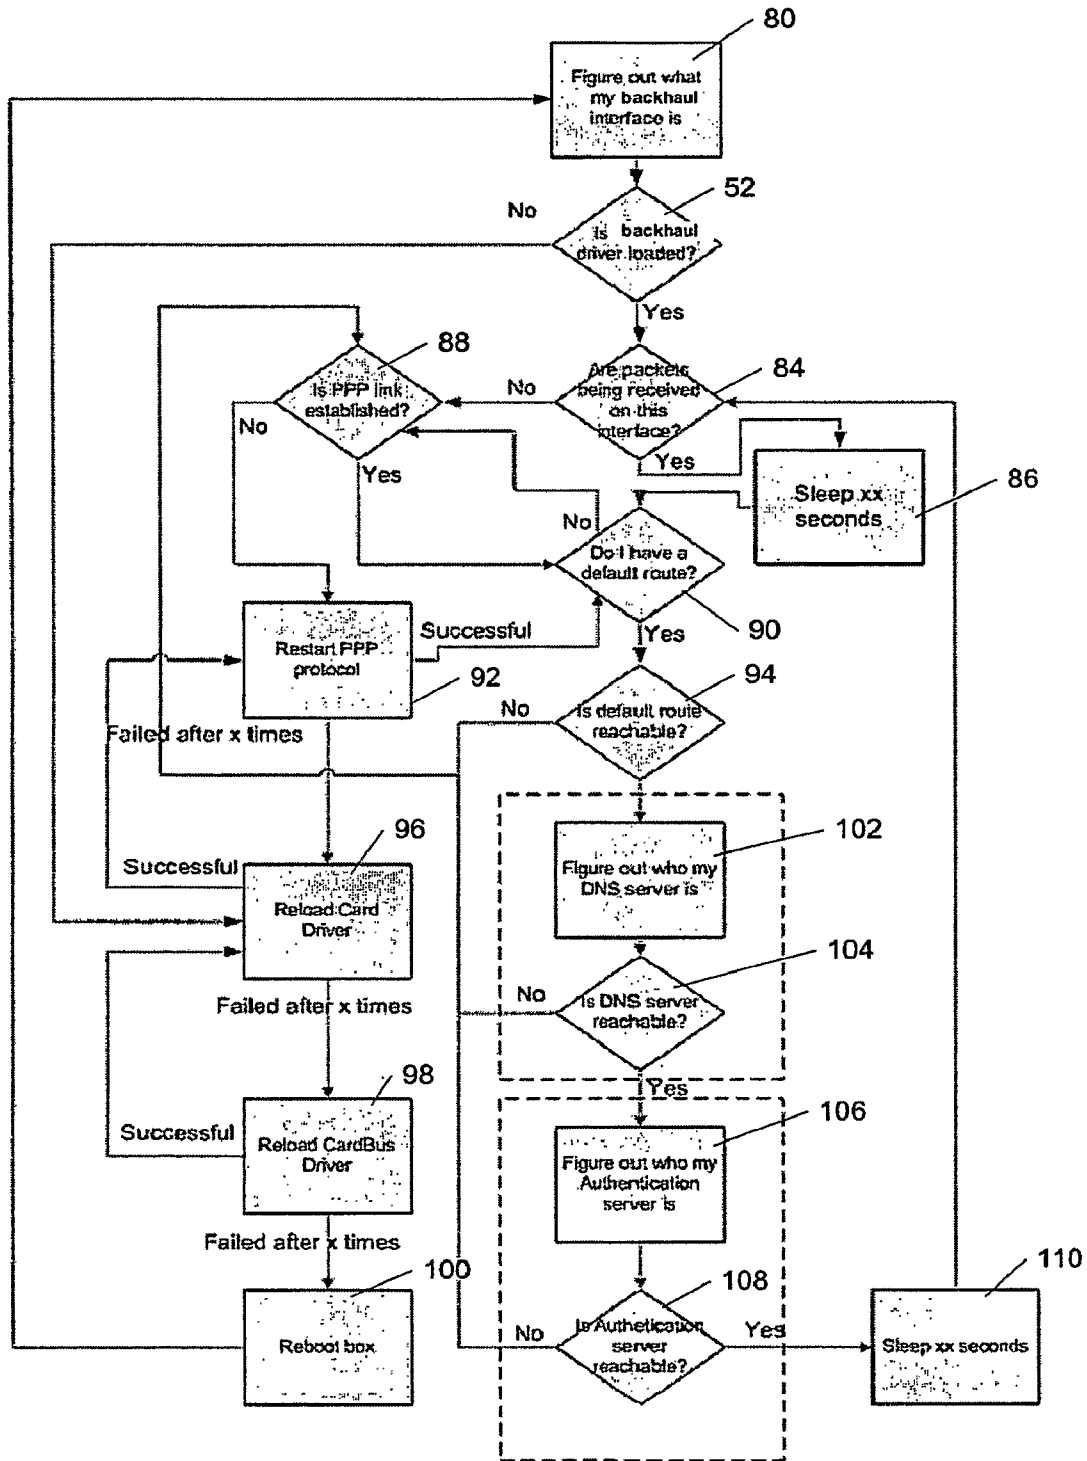 80
Figure out what
my backhaul
interface is
52
No
Is backhaul
driver loaded?
Yes
88
Is PPP link
established?
No
Are packets
being received
on this
interface?
84
No
Yes
Yes
Sleep xx
seconds
86
No
Do I have a
default route?
90
Successful
Yes
Restart PPP
protocol
92
94
No
Is default route
reachable?
Failed after x times
96
102
Successful
Figure out who my
DNS server is
Reload Card
Driver
104
No
Is DNS server
reachable?
Failed after x times
98
Yes
106
Successful
Reload CardBus
Driver
Figure out who my
Authentication
server is
Failed after x times
100
108
110
Reboot box
No
Is Authetication
server
reachable?
Yes
Sleep xx seconds